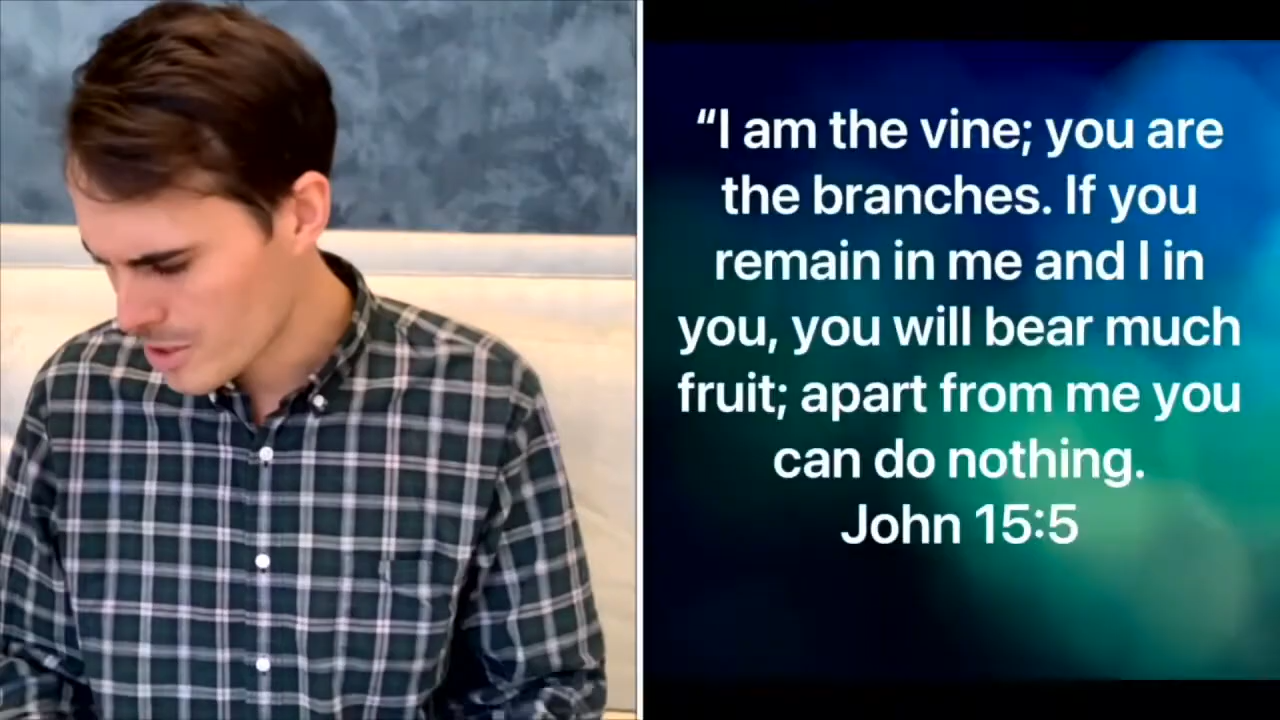 “I am the vine; you are
the branches. If you
remain in me and I in
you, you will bear much
fruit; apart from me you
can do nothing.
John 15:5